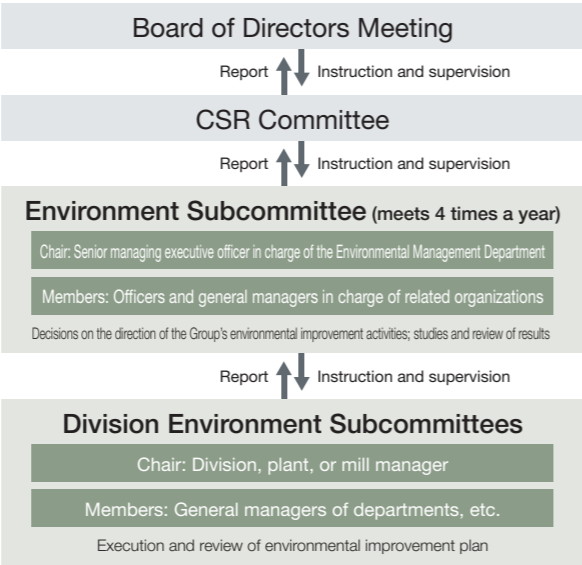 Board of Directors Meeting
Report Instruction and supervision
CSR Committee
Report Instruction and supervision
Environment Subcommittee (meets 4 times a year)
Chair: Senior managing executive officer in charge of the Environmental Management Department
Members: Officers and general managers in charge of related organizations
Decisions on the direction of the Group's environmental improvement activities; studies and review of results
Report Instruction and supervision
Division Environment Subcommittees
Chair: Division, plant, or mill manager
Members: General managers of departments, etc.
Execution and review of environmental improvement plan